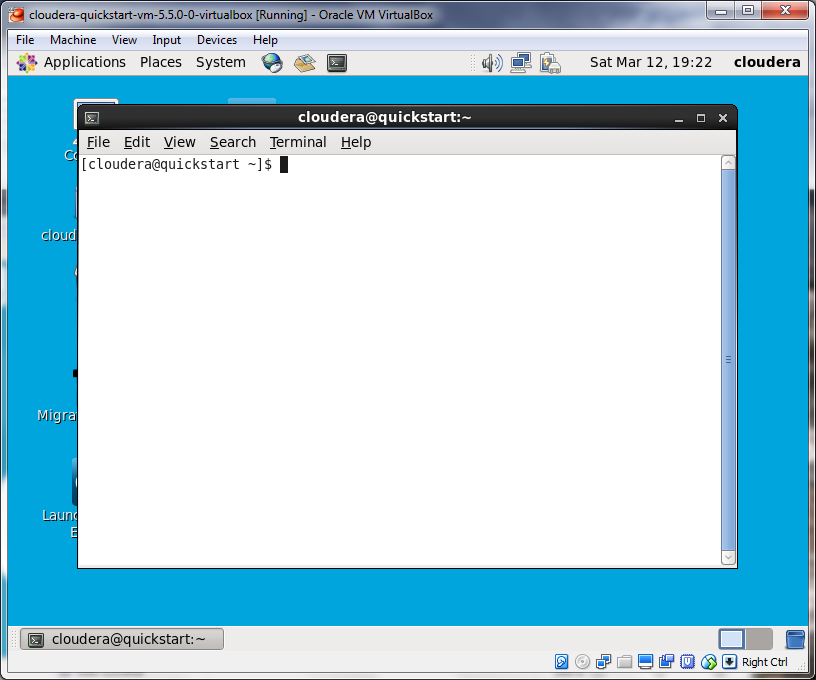 cloudera-quickstart-vm-5.5.0-0-virtualbox [Running] - Oracle VM VirtualBox
File Machine View Input Devices Help
Applications Places System Sat Mar 12, 19:22 cloudera
cloudera@quickstart:~
File Edit View Search Terminal Help
[cloudera@quickstart ~]$
Co
cloud
Migra
Laun
E
cloudera@quickstart:~
Right Ctrl